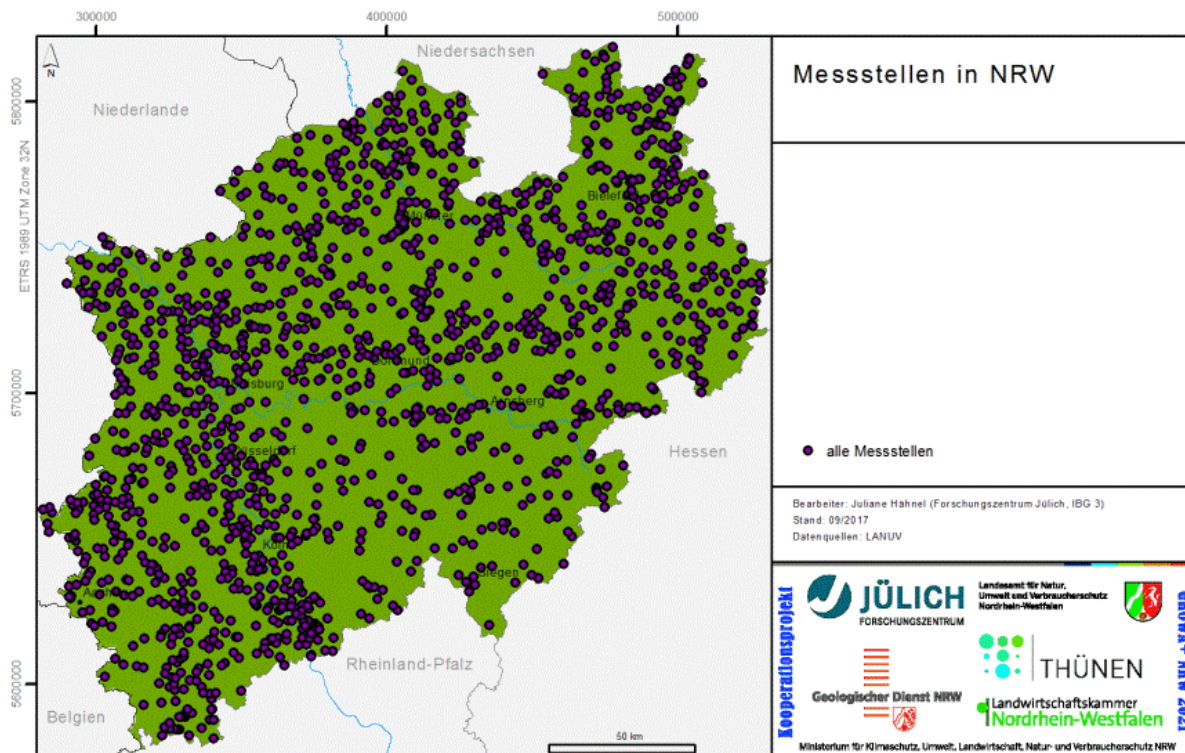 300000
400000
500000
5800000
5700000
5600000
ETRS 1989 UTM Zone 32N
N
Niedersachsen
Niederlande
Münster
Dortmund
Duisburg
Arnsberg
Düsseldorf
Hessen
Köln
Siegen
Rheinland-Pfalz
Belgien
50 km
Messstellen in NRW
alle Messstellen
Bearbeiter: Juliane Hähnel (Forschungszentrum Jülich, IBG 3)
Stand: 09/2017
Datenquellen: LANUV
Kooperationsprojekt
JÜLICH
FORSCHUNGSZENTRUM
Landesamt für Natur,
Umwelt und Verbraucherschutz
Nordrhein-Westfalen
THÜNEN
Geologischer Dienst NRW
Landwirtschaftskammer
Nordrhein-Westfalen
GROWA+ NRW 2021
Ministerium für Klimaschutz, Umwelt, Landwirtschaft, Natur- und Verbraucherschutz NRW